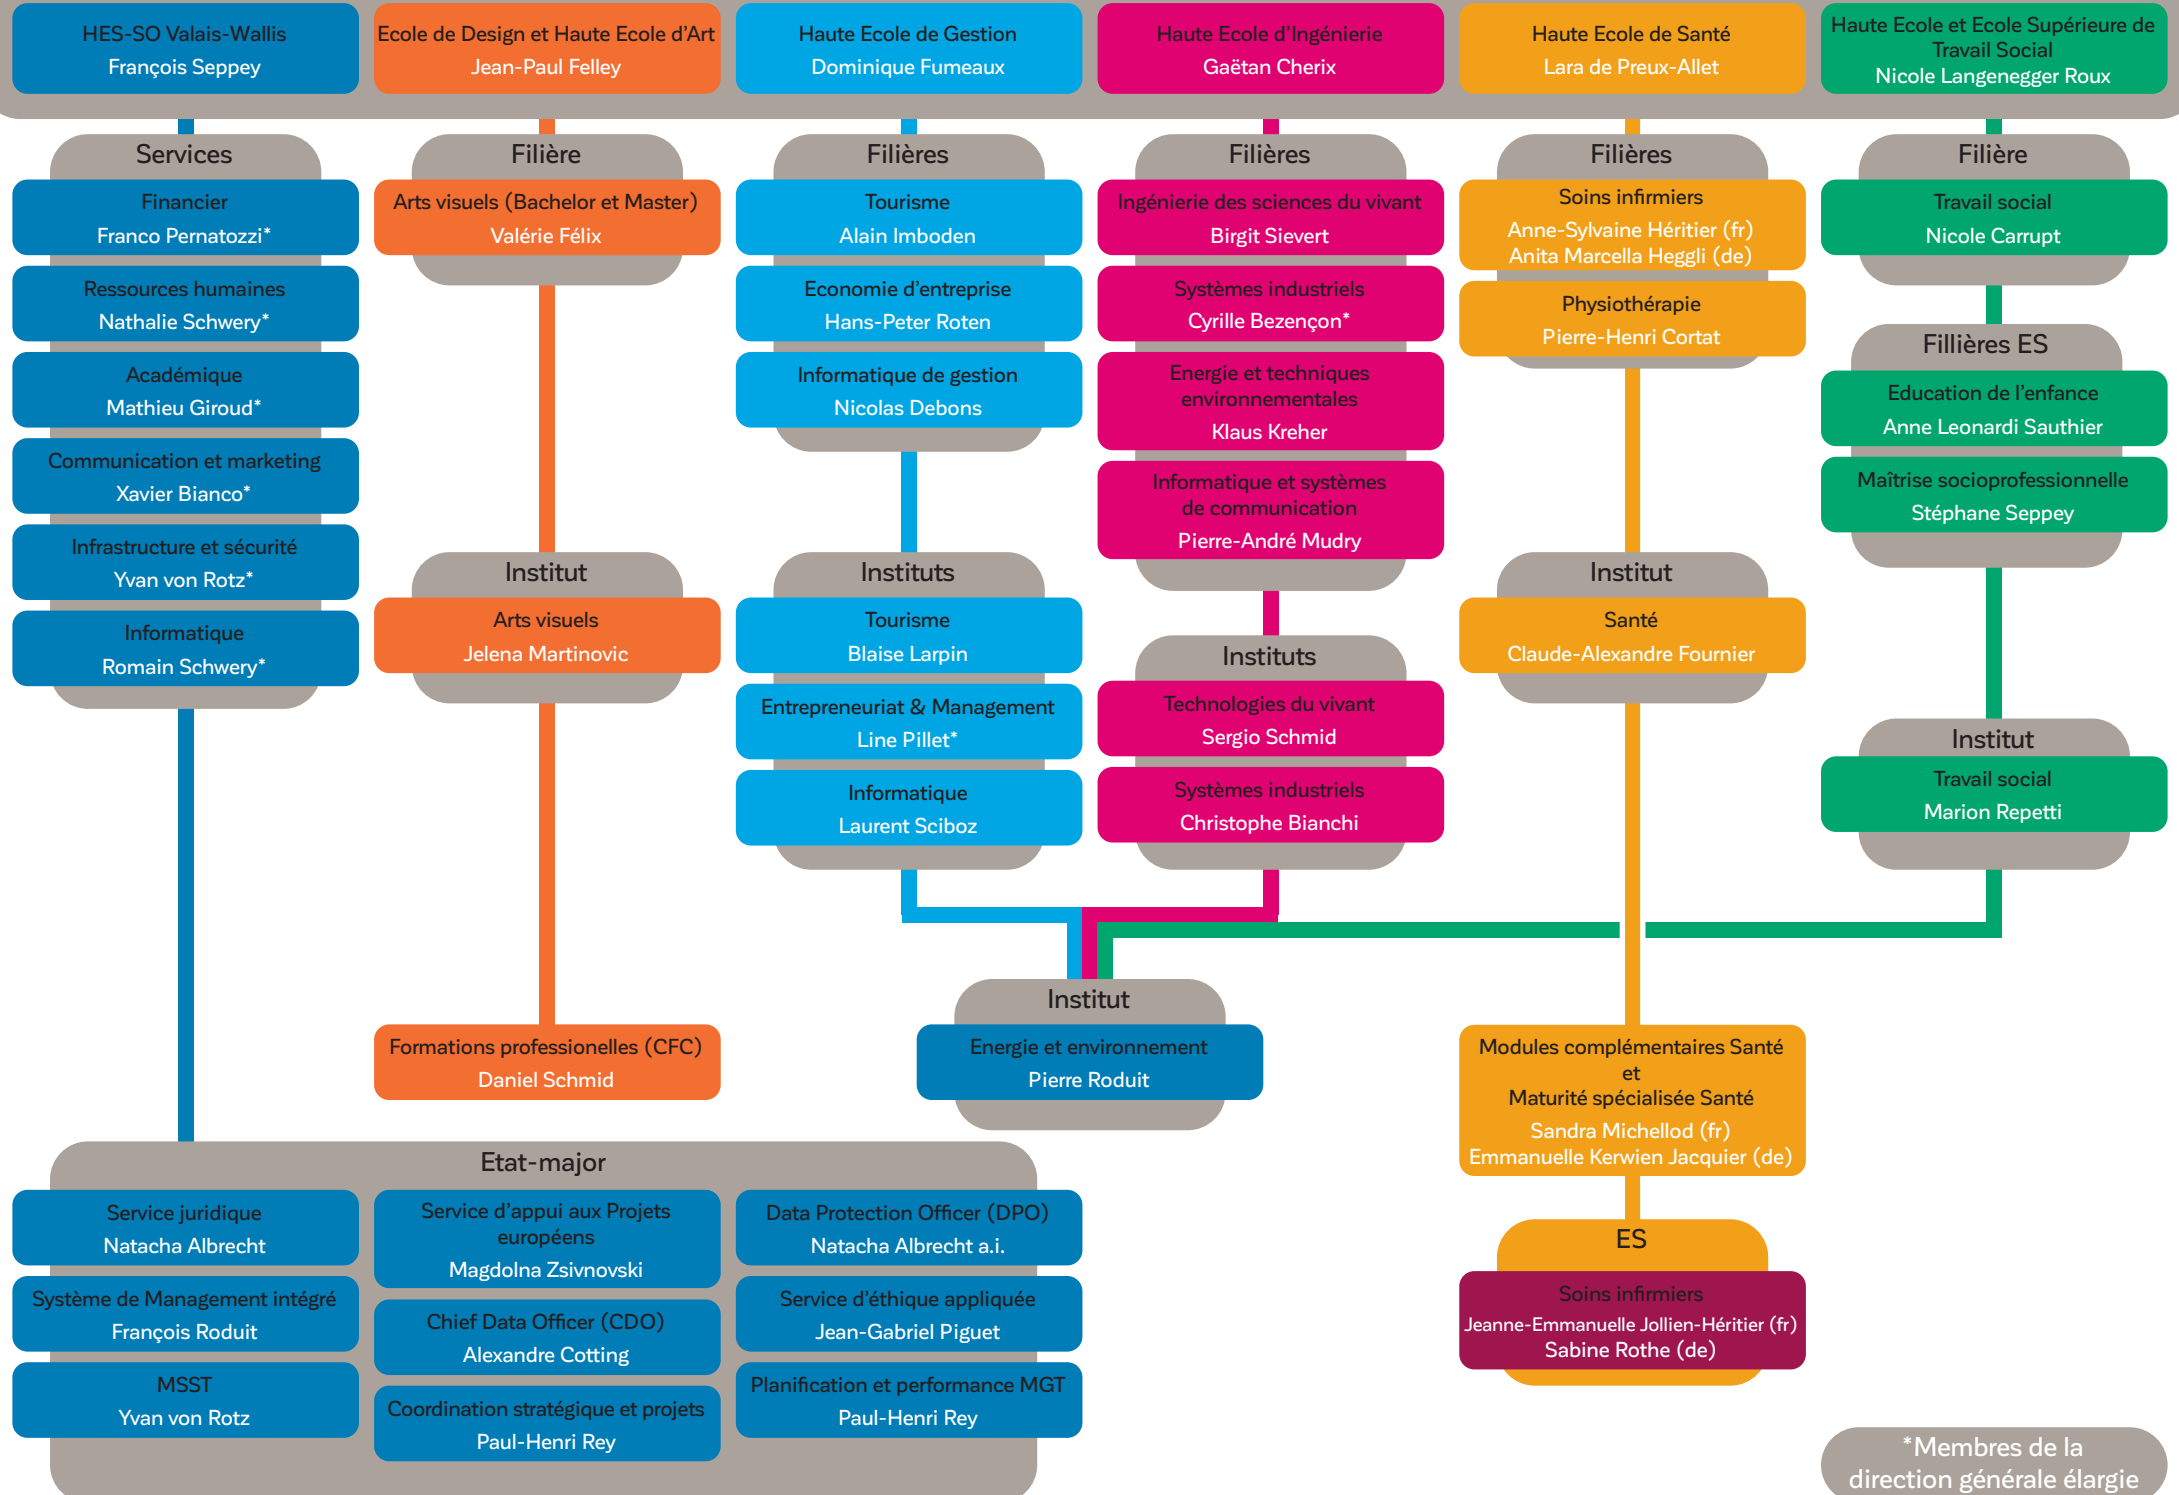 HES-SO Valais-Wallis
François Seppey
Ecole de Design et Haute Ecole d'Art
Jean-Paul Felley
Haute Ecole de Gestion
Dominique Fumeaux
Haute Ecole d'Ingénierie
Gaëtan Cherix
Haute Ecole de Santé
Lara de Preux-Allet
Haute Ecole et Ecole Supérieure de
Travail Social
Nicole Langenegger Roux
Services
Financier
Franco Pernatozzi*
Ressources humaines
Nathalie Schwery*
Académique
Mathieu Giroud*
Communication et marketing
Xavier Bianco*
Infrastructure et sécurité
Yvan von Rotz*
Informatique
Romain Schwery*
Filière
Arts visuels (Bachelor et Master)
Valérie Félix
Institut
Arts visuels
Jelena Martinovic
Formations professionelles (CFC)
Daniel Schmid
Filières
Tourisme
Alain Imboden
Economie d'entreprise
Hans-Peter Roten
Informatique de gestion
Nicolas Debons
Instituts
Tourisme
Blaise Larpin
Entrepreneuriat & Management
Line Pillet*
Informatique
Laurent Sciboz
Filières
Ingénierie des sciences du vivant
Birgit Sievert
Systèmes industriels
Cyrille Bezençon*
Energie et techniques
environnementales
Klaus Kreher
Informatique et systèmes
de communication
Pierre-André Mudry
Instituts
Technologies du vivant
Sergio Schmid
Systèmes industriels
Christophe Bianchi
Institut
Energie et environnement
Pierre Roduit
Filières
Soins infirmiers
Anne-Sylvaine Héritier (fr)
Anita Marcella Heggli (de)
Physiothérapie
Pierre-Henri Cortat
Institut
Santé
Claude-Alexandre Fournier
Modules complémentaires Santé
et
Maturité spécialisée Santé
Sandra Michellod (fr)
Emmanuelle Kerwien Jacquier (de)
ES
Soins infirmiers
Jeanne-Emmanuelle Jollien-Héritier (fr)
Sabine Rothe (de)
Filière
Travail social
Nicole Carrupt
Fillières ES
Education de l'enfance
Anne Leonardi Sauthier
Maîtrise socioprofessionnelle
Stéphane Seppey
Institut
Travail social
Marion Repetti
Etat-major
Service juridique
Natacha Albrecht
Système de Management intégré
François Roduit
MSST
Yvan von Rotz
Service d'appui aux Projets
européens
Magdolna Zsivnovski
Chief Data Officer (CDO)
Alexandre Cotting
Coordination stratégique et projets
Paul-Henri Rey
Data Protection Officer (DPO)
Natacha Albrecht a.i.
Service d'éthique appliquée
Jean-Gabriel Piguet
Planification et performance MGT
Paul-Henri Rey
*Membres de la
direction générale élargie